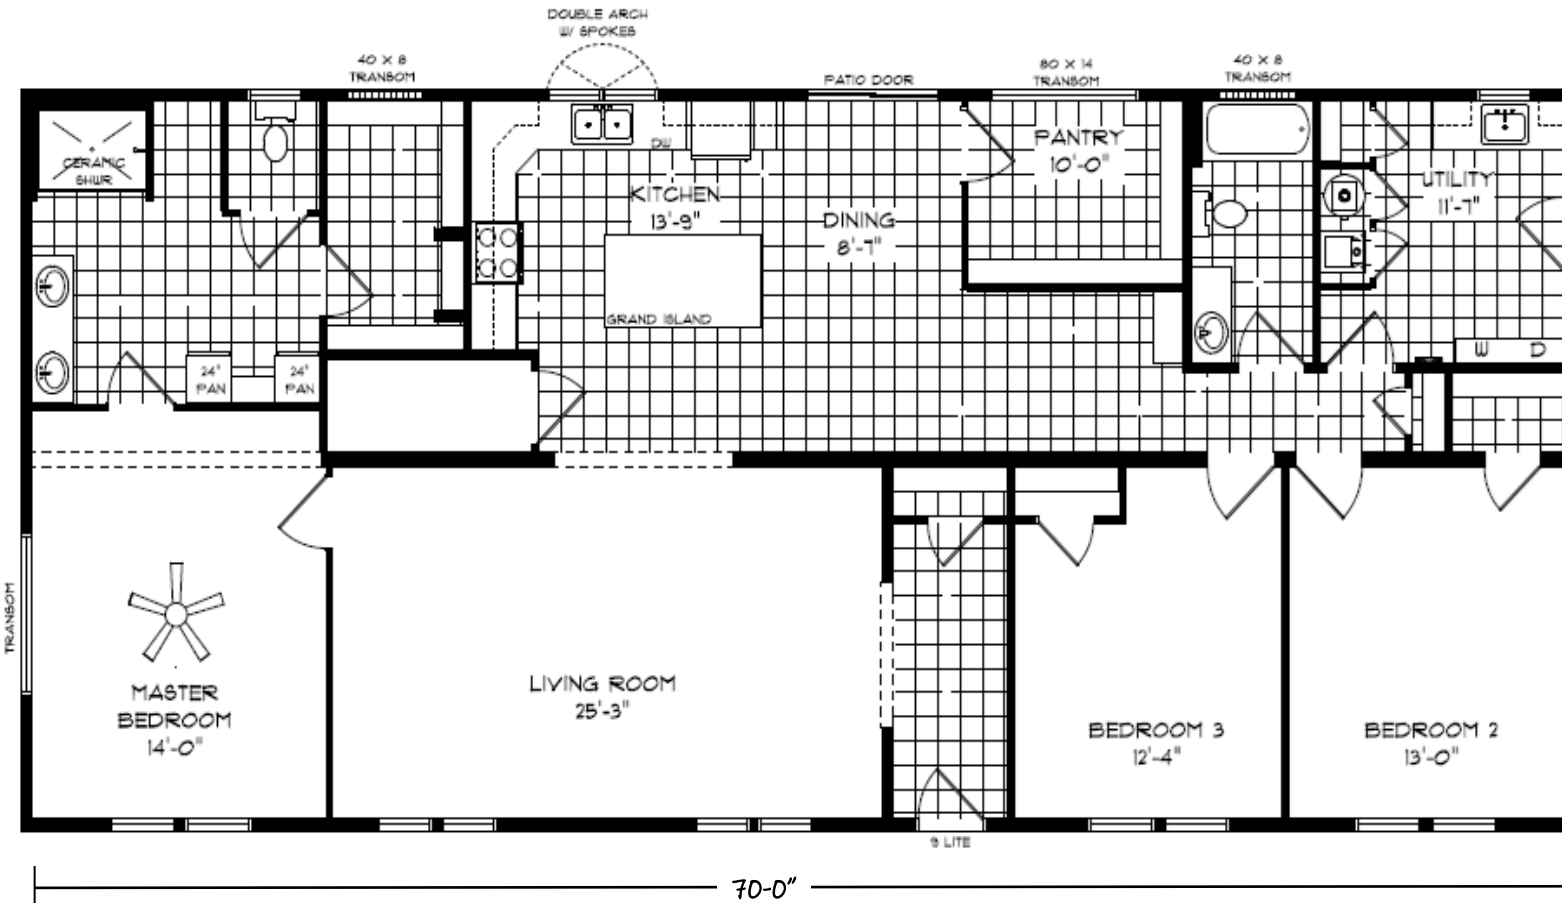 DOUBLE ARCH
W/ SPOKES
40 X 8
TRANSOM
PATIO DOOR
80 X 14
TRANSOM
40 X 8
TRANSOM
CERAMIC
SHWR
DW
KITCHEN
13'-9"
DINING
8'-7"
PANTRY
10'-0"
UTILITY
11'-7"
GRAND ISLAND
W D
24"
PAN
24"
PAN
TRANSOM
MASTER
BEDROOM
14'-0"
LIVING ROOM
25'-3"
BEDROOM 3
12'-4"
BEDROOM 2
13'-0"
9 LITE
70-0"